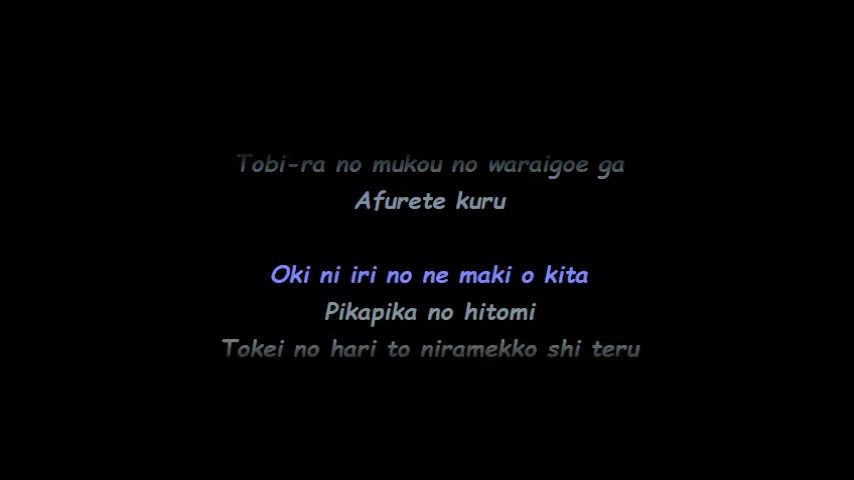 Tobi-ra no mukou no waraigoe ga
Afurete kuru
Oki ni iri no ne maki o kita
Pikapika no hitomi
Tokei no hari to niramekko shi teru